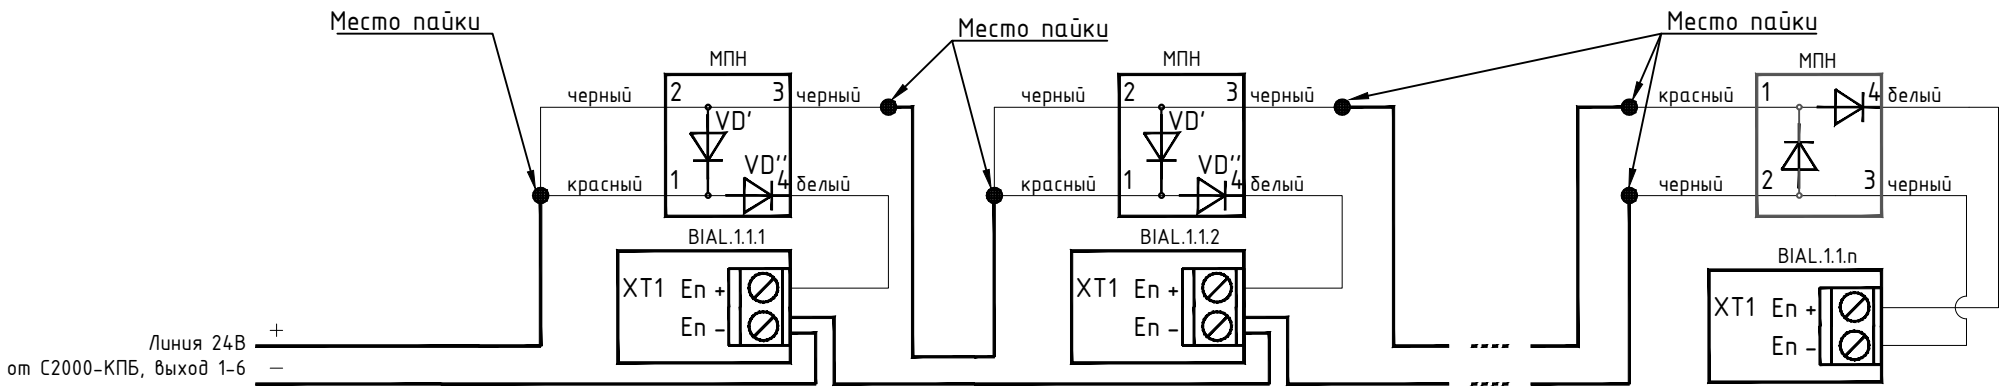 Место пайки
Место пайки
Место пайки
МПН
МПН
МПН
черный
2
3
черный
черный
2
3
черный
красный
1
4
белый
VD'
VD'
VD''
VD''
красный
1
4
белый
красный
1
4
белый
черный
2
3
черный
BIAL.1.1.1
BIAL.1.1.2
BIAL.1.1.n
XT1
En +
En -
XT1
En +
En -
XT1
En +
En -
Линия 24В
+
от С2000-КПБ, выход 1-6
-